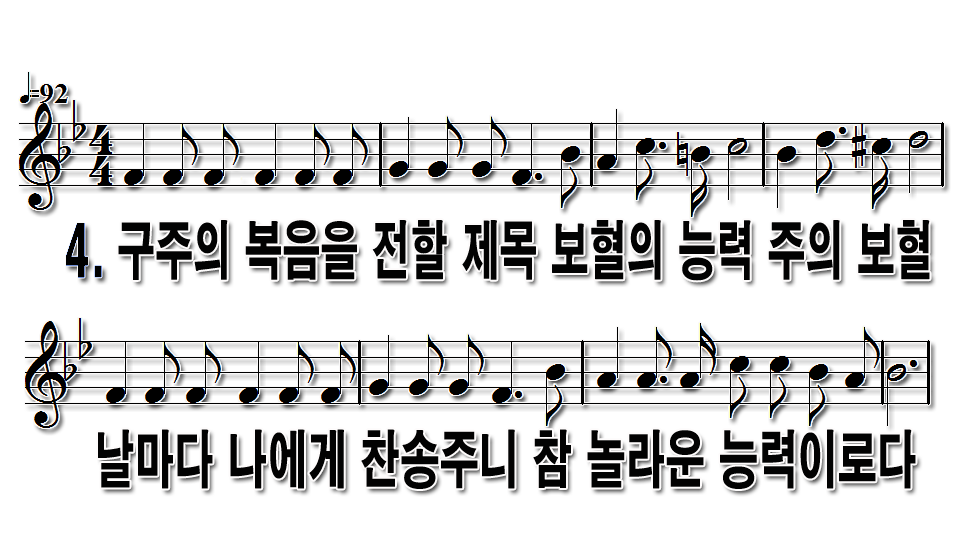 ♩=92
4. 구주의 복음을 전할 제목 보혈의 능력 주의 보혈
날마다 나에게 찬송주니 참 놀라운 능력이로다